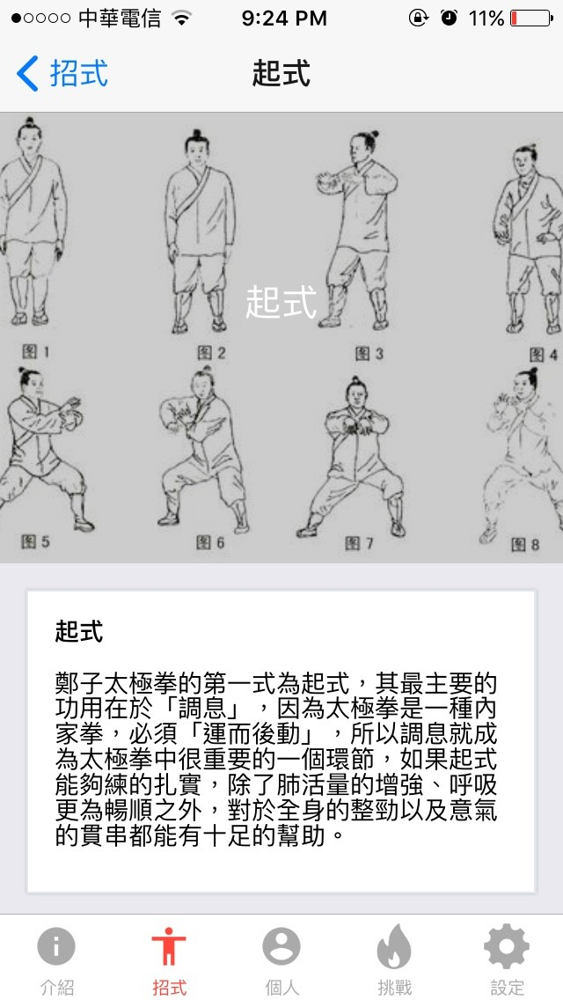 中華電信 9:24 PM 11%
招式 起式
起式
图1 图2 图3 图4
图5 图6 图7 图8
起式
鄭子太極拳的第一式為起式，其最主要的
功用在於「調息」，因為太極拳是一種內
家拳，必須「運而後動」，所以調息就成
為太極拳中很重要的一個環節，如果起式
能夠練的扎實，除了肺活量的增強、呼吸
更為暢順之外，對於全身的整勁以及意氣
的貫串都能有十足的幫助。
介紹 招式 個人 挑戰 設定